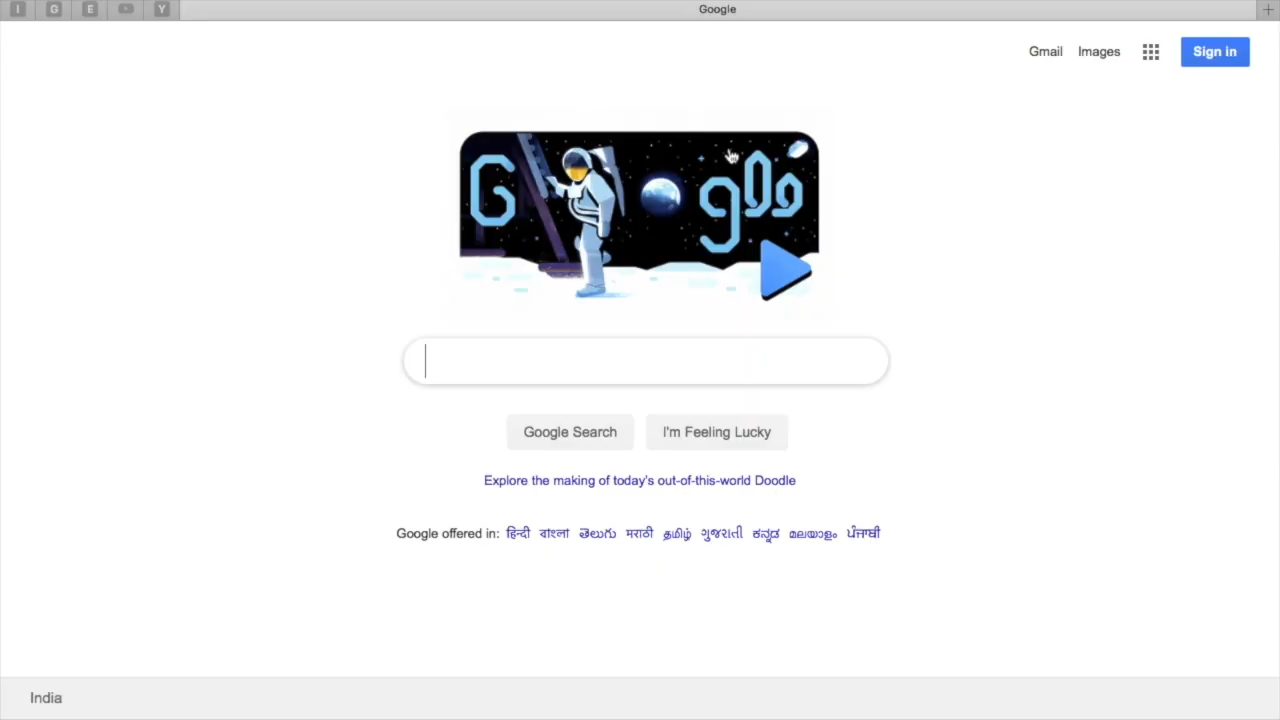 I G E Y Google
Gmail Images Sign in
Google Search I'm Feeling Lucky
Explore the making of today's out-of-this-world Doodle
Google offered in: हिन्दी বাংলা తెలుగు मराठी தமிழ் ગુજરાતી ಕನ್ನಡ മലയാളം ਪੰਜਾਬੀ
India